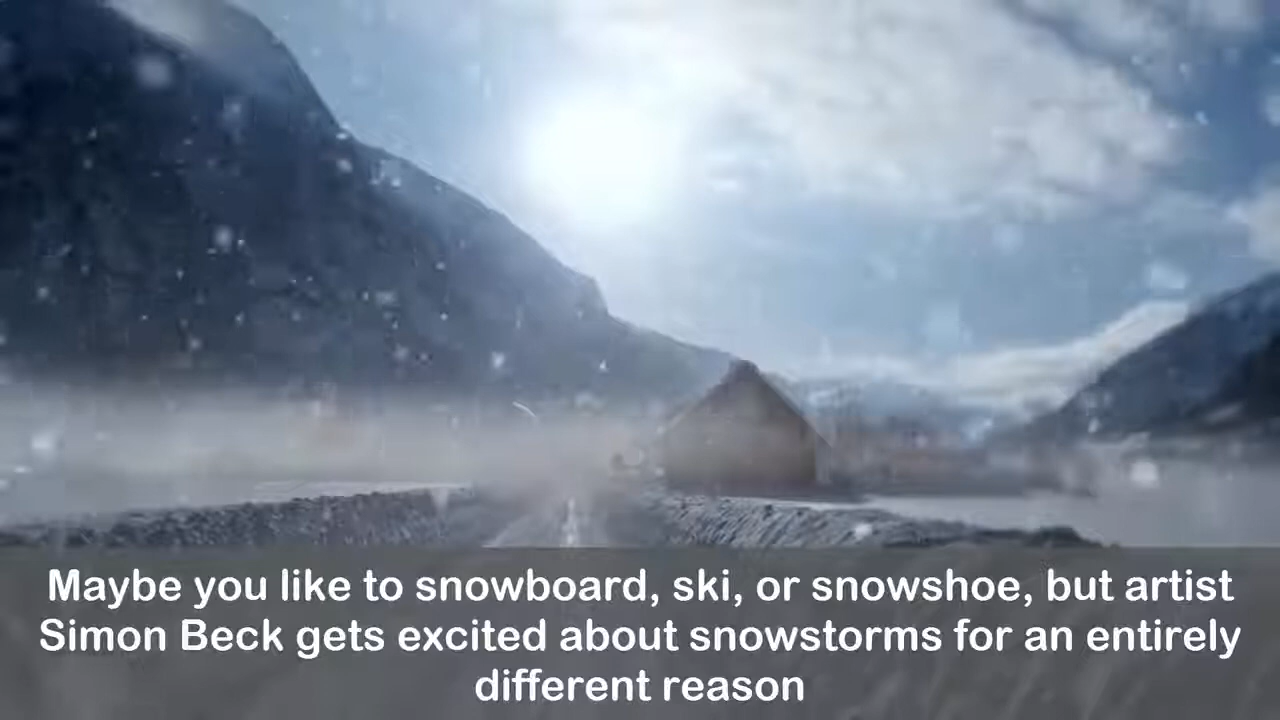 Maybe you like to snowboard, ski, or snowshoe, but artist
Simon Beck gets excited about snowstorms for an entirely
different reason